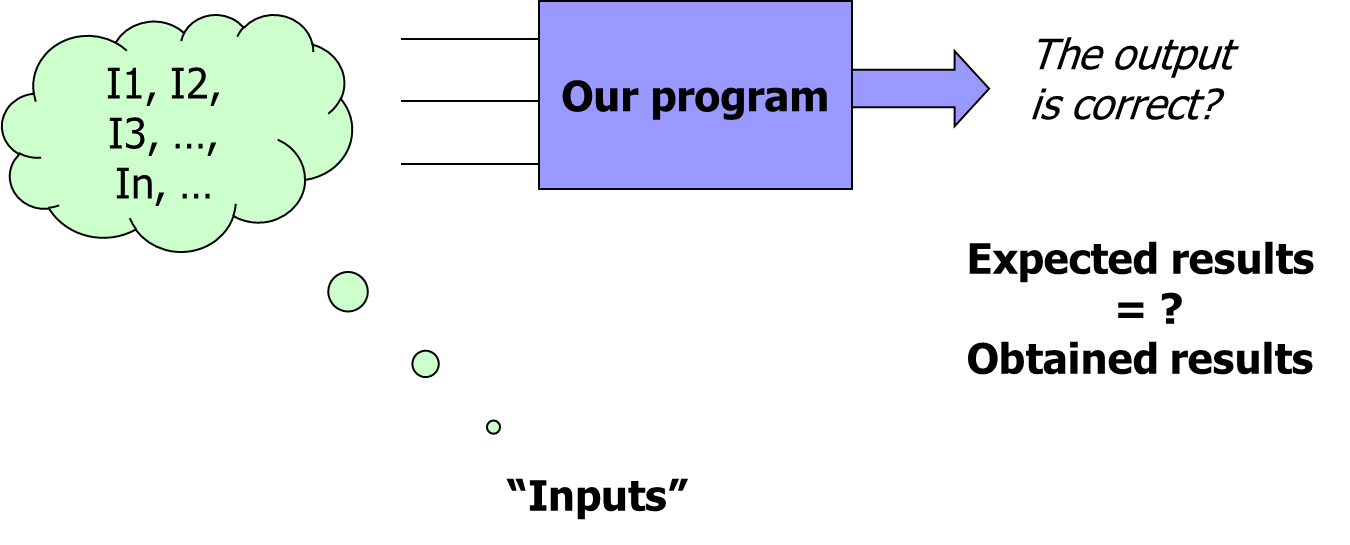 I1, I2,
I3, …,
In, …
Our program
The output
is correct?
Expected results
= ?
Obtained results
“Inputs”